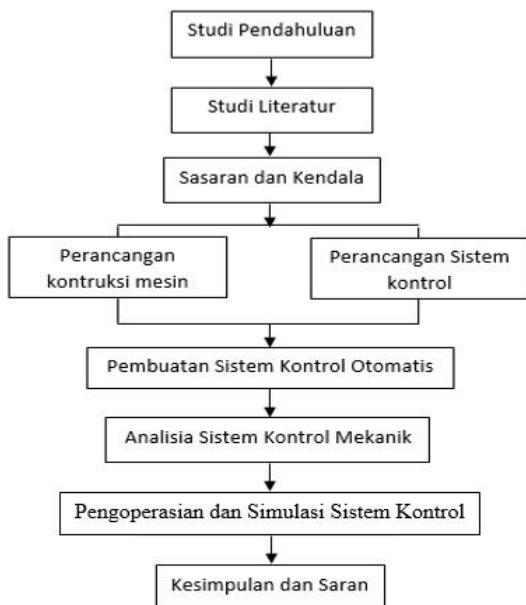 Studi Pendahuluan
Studi Literatur
Sasaran dan Kendala
Perancangan
kontruksi mesin
Perancangan Sistem
kontrol
Pembuatan Sistem Kontrol Otomatis
Analisia Sistem Kontrol Mekanik
Pengoperasian dan Simulasi Sistem Kontrol
Kesimpulan dan Saran